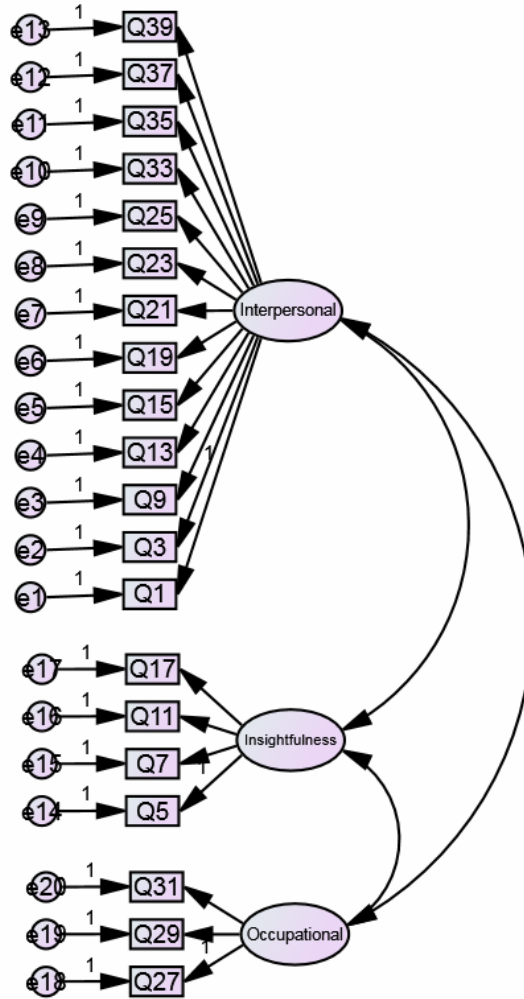 e13 1 Q39
e12 1 Q37
e11 1 Q35
e10 1 Q33
e9 1 Q25
e8 1 Q23
e7 1 Q21 Interpersonal
e6 1 Q19
e5 1 Q15
e4 1 Q13 1
e3 1 Q9
e2 1 Q3
e1 1 Q1
e17 1 Q17
e16 1 Q11 Insightfulness
e15 1 Q7 1
e14 1 Q5
e20 1 Q31
e19 1 Q29 Occupational
e18 1 Q27 1